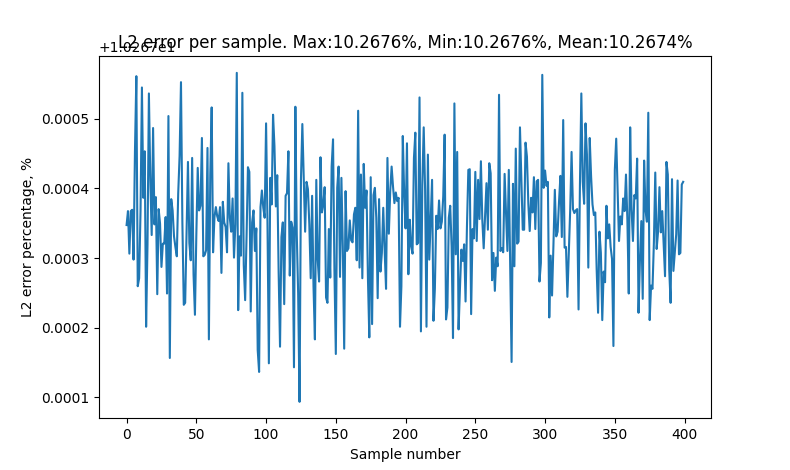 L2 error per sample. Max:10.2676%, Min:10.2676%, Mean:10.2674%
+1.0267e1
0.0005
0.0004
0.0003
0.0002
0.0001
L2 error percentage, %
0 50 100 150 200 250 300 350 400
Sample number